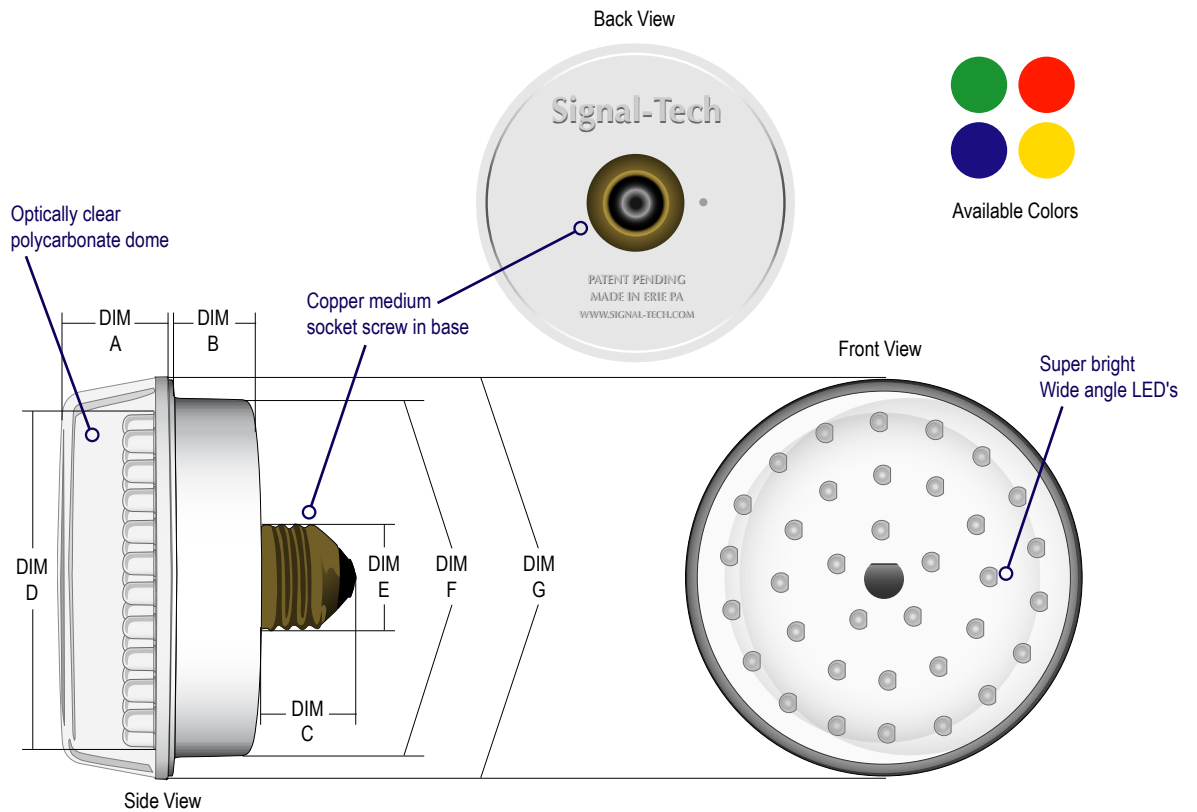 Back View
Signal-Tech
PATENT PENDING
MADE IN ERIE PA
WWW.SIGNAL-TECH.COM
Available Colors
Optically clear
polycarbonate dome
Copper medium
socket screw in base
DIM
A
DIM
B
Front View
Super bright
Wide angle LED's
DIM
D
DIM
E
DIM
F
DIM
G
DIM
C
Side View